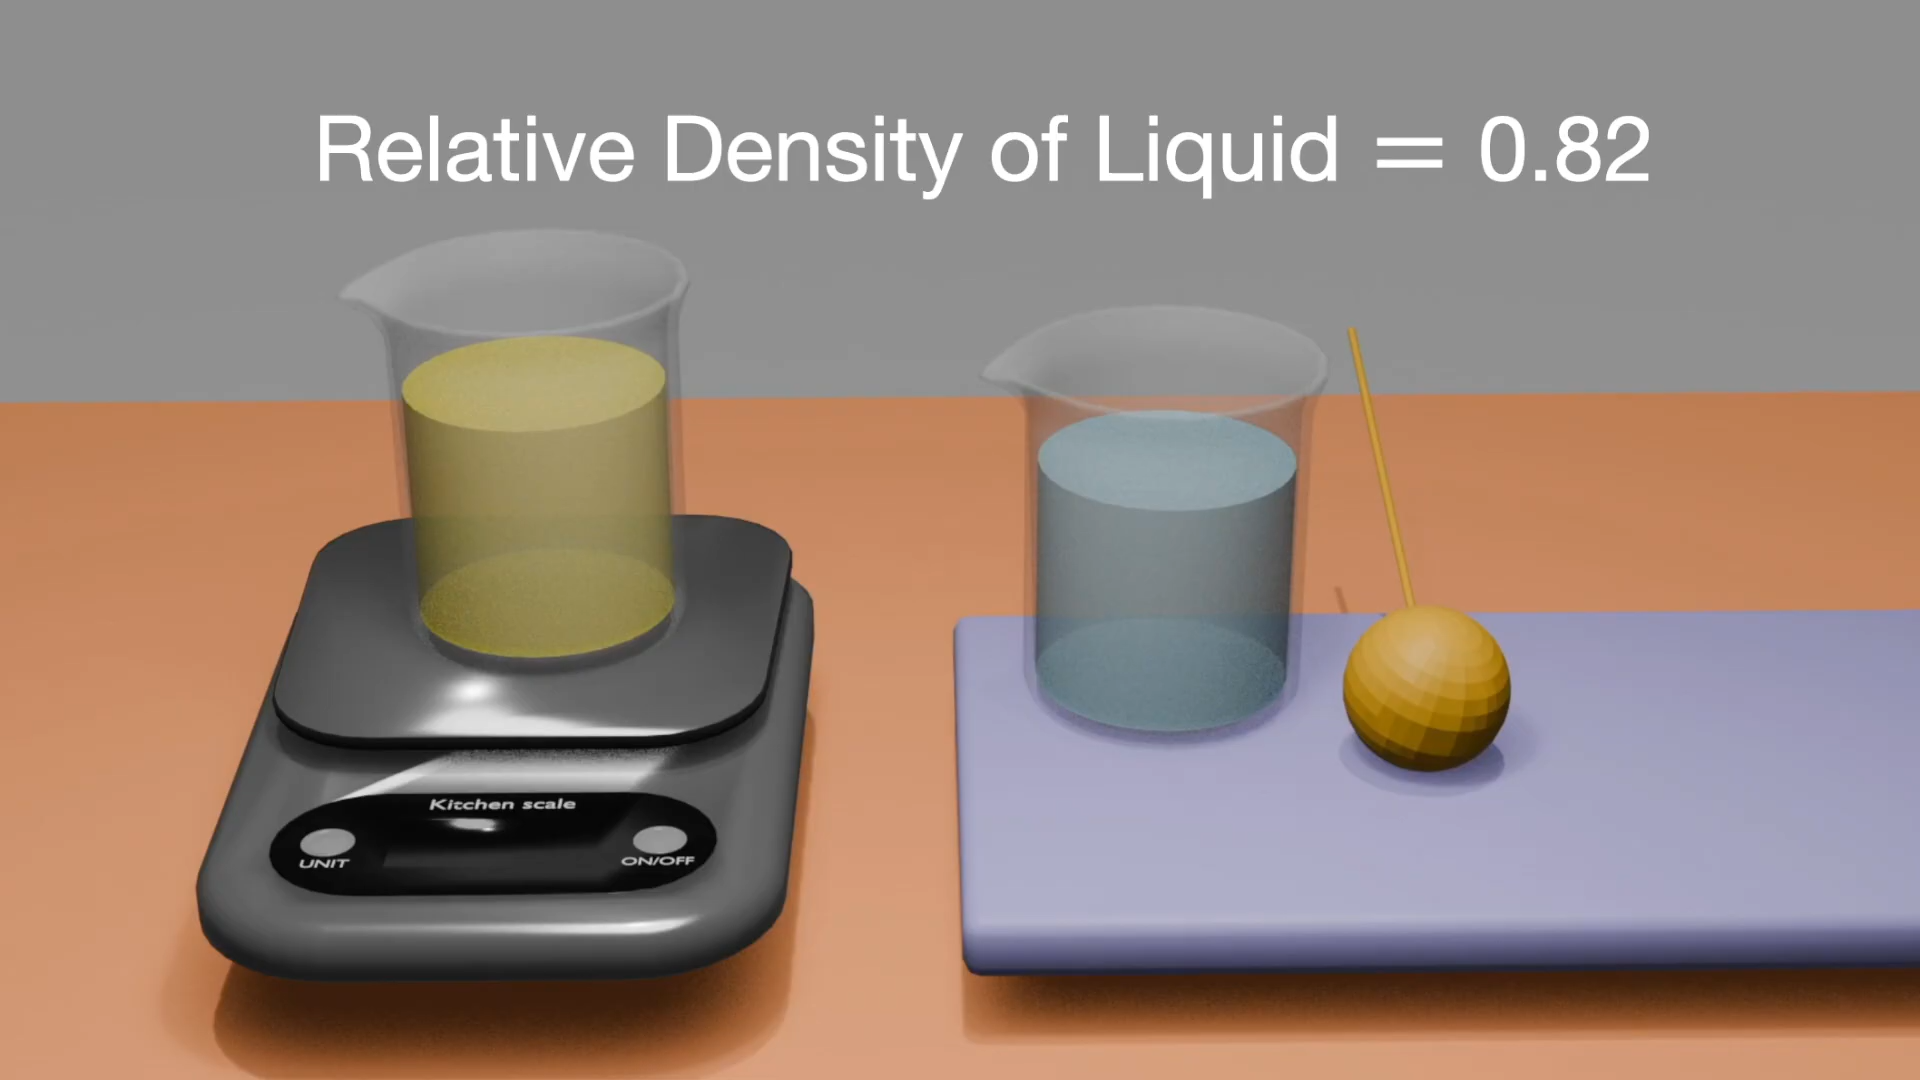 Relative Density of Liquid = 0.82
Kitchen scale
UNIT
ON/OFF